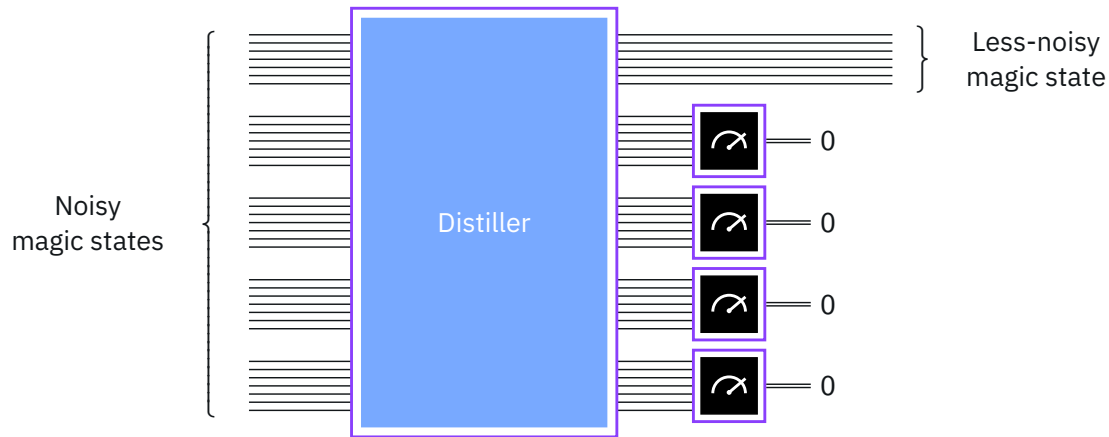 Less-noisy
magic state
0
0
Noisy
magic states
Distiller
0
0